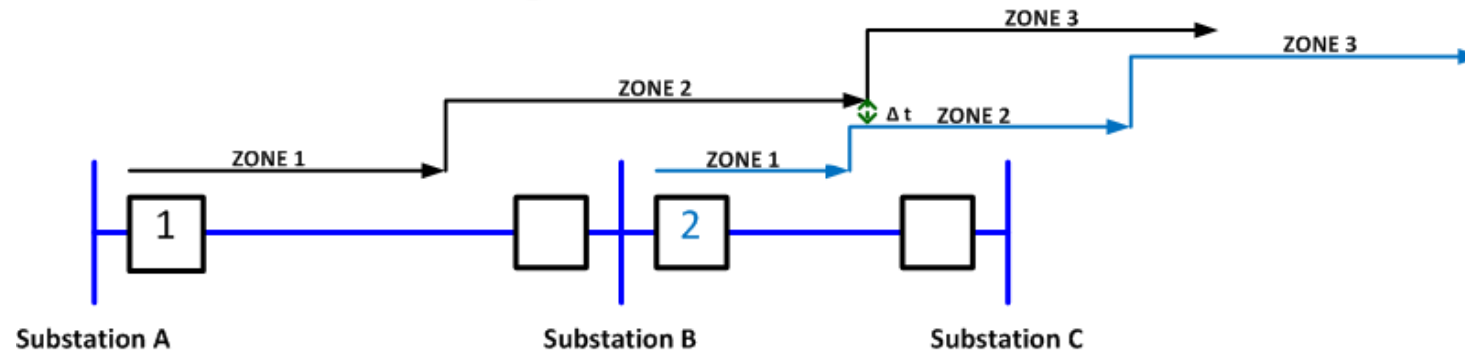 ZONE 3
ZONE 3
ZONE 2
Δ t ZONE 2
ZONE 1
ZONE 1
1
2
Substation A
Substation B
Substation C